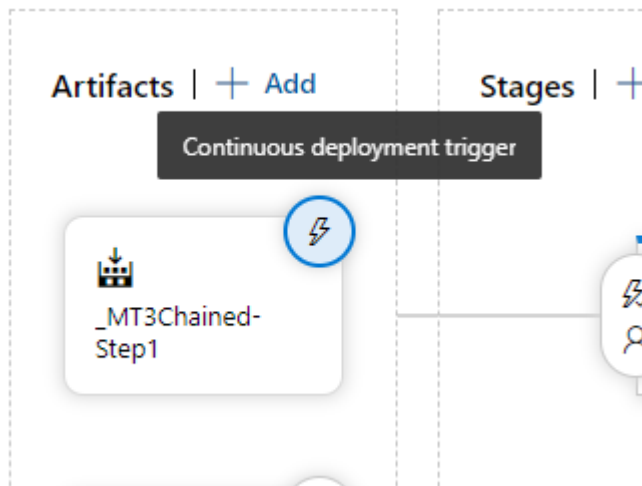 Artifacts | + Add
Stages | +
Continuous deployment trigger
_MT3Chained-
Step1